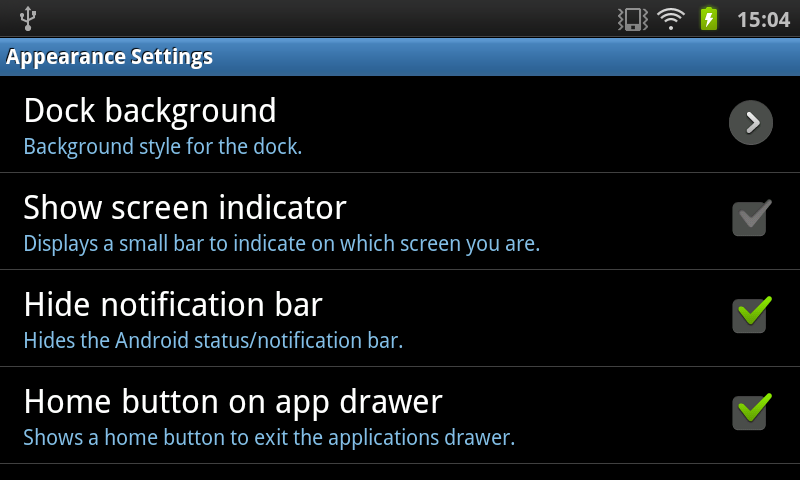 15:04
Appearance Settings
Dock background
Background style for the dock.
Show screen indicator
Displays a small bar to indicate on which screen you are.
Hide notification bar
Hides the Android status/notification bar.
Home button on app drawer
Shows a home button to exit the applications drawer.